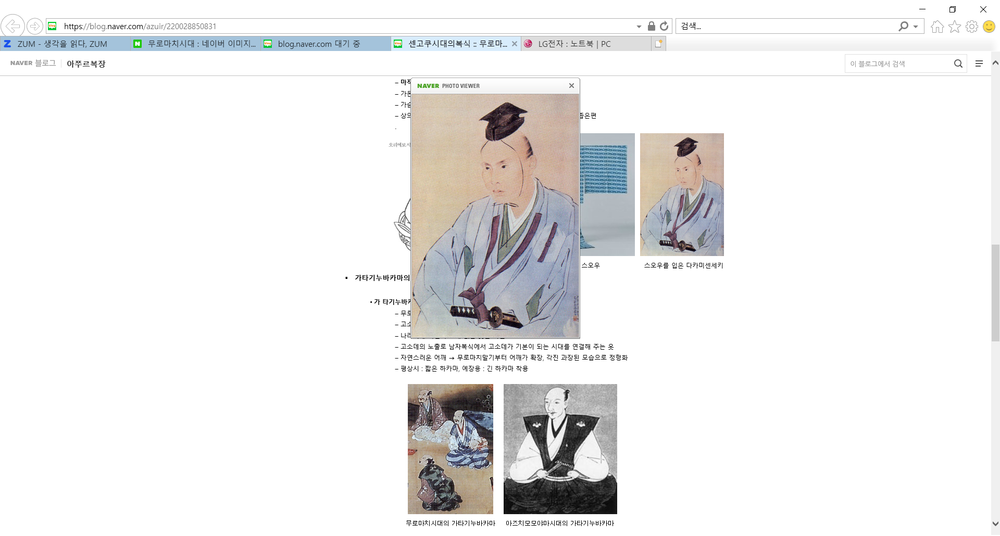 https://blog.naver.com/azuir/220028850831
검색...
ZUM - 생각을 읽다, ZUM
무로마치시대 : 네이버 이미지...
blog.naver.com 대기 중
센고쿠시대의복식 :: 무로마...
LG전자 : 노트북 | PC
NAVER 블로그
아쭈르복장
이 블로그에서 검색
NAVER PHOTO VIEWER
– 마직
– 가문
– 가슴
– 상의
좁은편
.
오리에보시
스오우
스오우를 입은 다카미센세키
▪ 가타기누바카마의
• 가 타기누바카
– 무로
– 고소
– 나라
– 고소데의 노출로 남자복식에서 고소데가 기본이 되는 시대를 연결해 주는 옷
– 자연스러운 어깨 → 무로마치말기부터 어깨가 확장, 각진 과장된 모습으로 정형화
– 평상시 : 짧은 하카마, 예장용 : 긴 하카마 착용
무로마치시대의 가타기누바카마
아즈치모모야마시대의 가타기누바카마